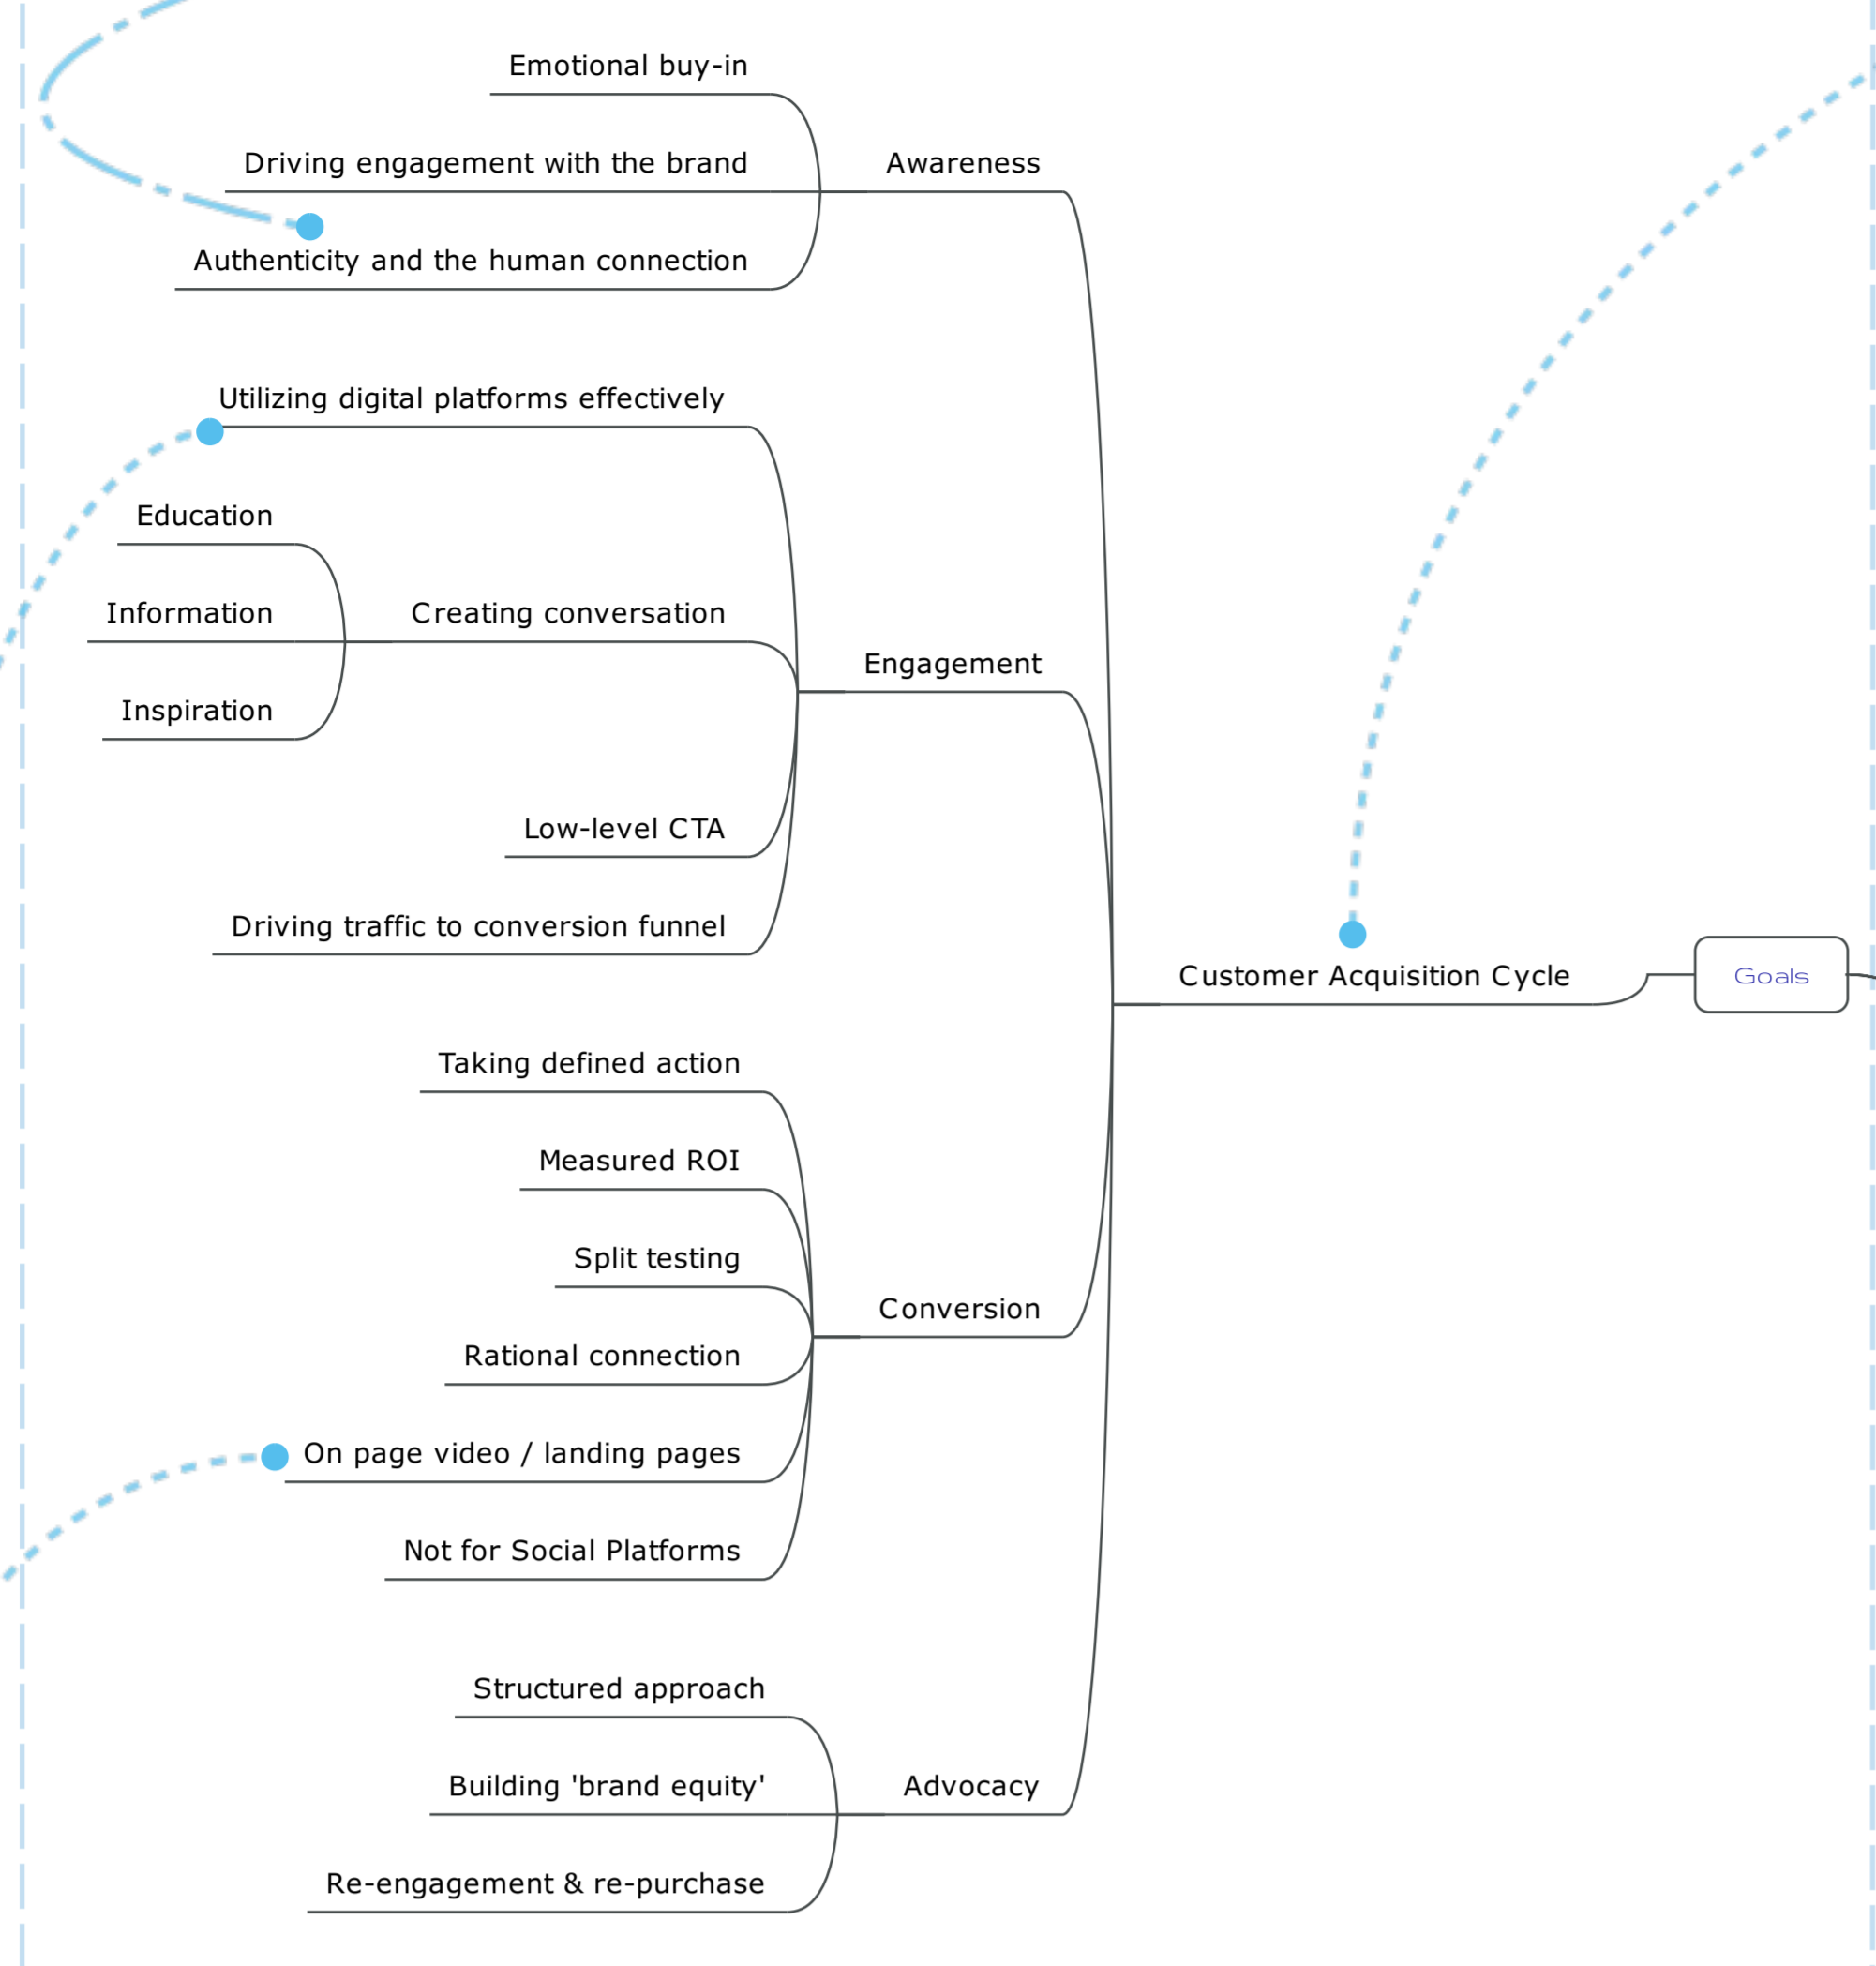 Emotional buy-in
Driving engagement with the brand
Awareness
Authenticity and the human connection
Utilizing digital platforms effectively
Education
Information
Creating conversation
Inspiration
Engagement
Low-level CTA
Driving traffic to conversion funnel
Customer Acquisition Cycle
Goals
Taking defined action
Measured ROI
Split testing
Conversion
Rational connection
On page video / landing pages
Not for Social Platforms
Structured approach
Building 'brand equity'
Advocacy
Re-engagement & re-purchase